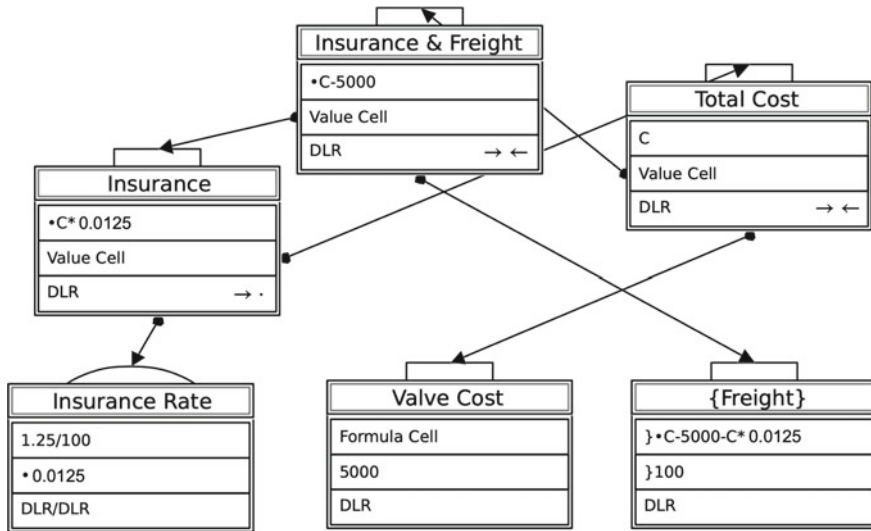 Insurance & Freight
•C-5000
Value Cell
DLR → ←
Total Cost
C
Value Cell
DLR → ←
Insurance
•C* 0.0125
Value Cell
DLR → ·
Insurance Rate
1.25/100
• 0.0125
DLR/DLR
Valve Cost
Formula Cell
5000
DLR
{Freight}
}•C-5000-C* 0.0125
}100
DLR